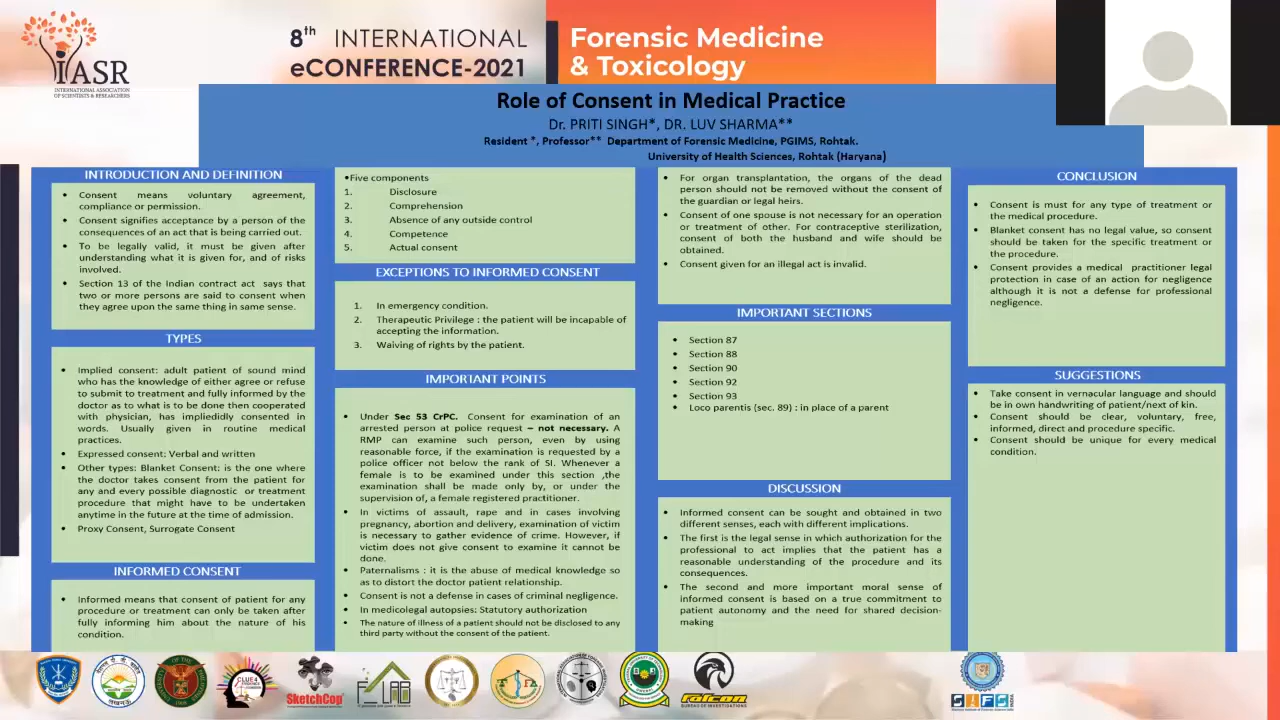 IASR
INTERNATIONAL ASSOCIATION
OF SCIENTISTS & RESEARCHERS
8th INTERNATIONAL
eCONFERENCE-2021
Forensic Medicine
& Toxicology
Role of Consent in Medical Practice
Dr. PRITI SINGH*, DR. LUV SHARMA**
Resident *, Professor** Department of Forensic Medicine, PGIMS, Rohtak.
University of Health Sciences, Rohtak (Haryana)
INTRODUCTION AND DEFINITION
• Consent means voluntary agreement,
compliance or permission.
• Consent signifies acceptance by a person of the
consequences of an act that is being carried out.
• To be legally valid, it must be given after
understanding what it is given for, and of risks
involved.
• Section 13 of the Indian contract act says that
two or more persons are said to consent when
they agree upon the same thing in same sense.
TYPES
• Implied consent: adult patient of sound mind
who has the knowledge of either agree or refuse
to submit to treatment and fully informed by the
doctor as to what is to be done then cooperated
with physician, has impliedidly consented in
words. Usually given in routine medical
practices.
• Expressed consent: Verbal and written
• Other types: Blanket Consent: is the one where
the doctor takes consent from the patient for
any and every possible diagnostic or treatment
procedure that might have to be undertaken
anytime in the future at the time of admission.
• Proxy Consent, Surrogate Consent
INFORMED CONSENT
• Informed means that consent of patient for any
procedure or treatment can only be taken after
fully informing him about the nature of his
condition.
•Five components
1. Disclosure
2. Comprehension
3. Absence of any outside control
4. Competence
5. Actual consent
EXCEPTIONS TO INFORMED CONSENT
1. In emergency condition.
2. Therapeutic Privilege : the patient will be incapable of
accepting the information.
3. Waiving of rights by the patient.
IMPORTANT POINTS
• Under Sec 53 CrPC. Consent for examination of an
arrested person at police request – not necessary. A
RMP can examine such person, even by using
reasonable force, if the examination is requested by a
police officer not below the rank of SI. Whenever a
female is to be examined under this section ,the
examination shall be made only by, or under the
supervision of, a female registered practitioner.
• In victims of assault, rape and in cases involving
pregnancy, abortion and delivery, examination of victim
is necessary to gather evidence of crime. However, if
victim does not give consent to examine it cannot be
done.
• Paternalisms : it is the abuse of medical knowledge so
as to distort the doctor patient relationship.
• Consent is not a defense in cases of criminal negligence.
• In medicolegal autopsies: Statutory authorization
• The nature of illness of a patient should not be disclosed to any
third party without the consent of the patient.
• For organ transplantation, the organs of the dead
person should not be removed without the consent of
the guardian or legal heirs.
• Consent of one spouse is not necessary for an operation
or treatment of other. For contraceptive sterilization,
consent of both the husband and wife should be
obtained.
• Consent given for an illegal act is invalid.
IMPORTANT SECTIONS
• Section 87
• Section 88
• Section 90
• Section 92
• Section 93
• Loco parentis (sec. 89) : in place of a parent
DISCUSSION
• Informed consent can be sought and obtained in two
different senses, each with different implications.
• The first is the legal sense in which authorization for the
professional to act implies that the patient has a
reasonable understanding of the procedure and its
consequences.
• The second and more important moral sense of
informed consent is based on a true commitment to
patient autonomy and the need for shared decision-
making
CONCLUSION
• Consent is must for any type of treatment or
the medical procedure.
• Blanket consent has no legal value, so consent
should be taken for the specific treatment or
the procedure.
• Consent provides a medical practitioner legal
protection in case of an action for negligence
although it is not a defense for professional
negligence.
SUGGESTIONS
• Take consent in vernacular language and should
be in own handwriting of patient/next of kin.
• Consent should be clear, voluntary, free,
informed, direct and procedure specific.
• Consent should be unique for every medical
condition.
CLUE4
SketchCop
F-LAB
Falcon
BUREAU OF INVESTIGATIONS
SIFS